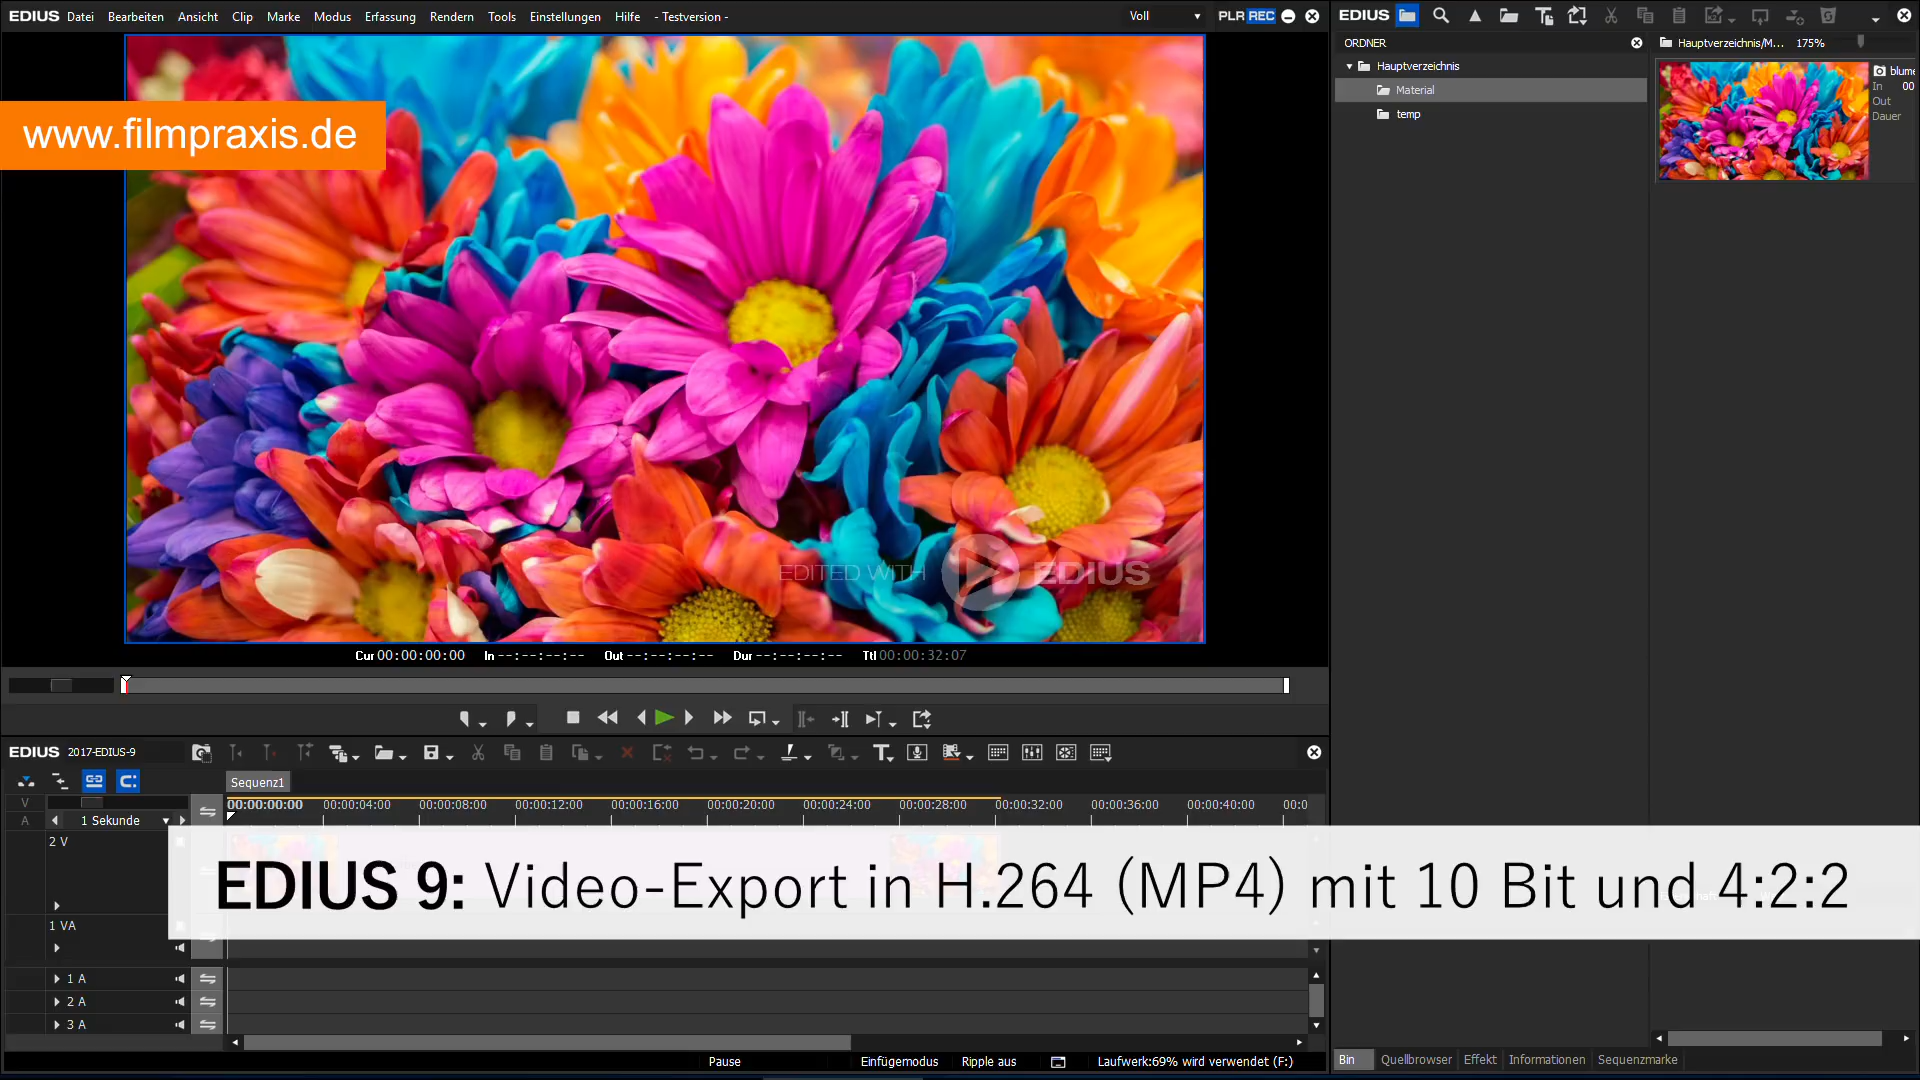 EDIUS Datei Bearbeiten Ansicht Clip Marke Modus Erfassung Rendern Tools Einstellungen Hilfe - Testversion -
Voll
PLR REC
EDIUS
ORDNER
Hauptverzeichnis/M... 175%
Hauptverzeichnis
Material
temp
In 00
Out
Dauer
www.filmpraxis.de
EDITED WITH EDIUS
Cur 00:00:00:00 In --:--:--:-- Out --:--:--:-- Dur --:--:--:-- Ttl 00:00:32:07
EDIUS 2017-EDIUS-9
Sequenz1
V
A
1 Sekunde
00:00:00:00 00:00:04:00 00:00:08:00 00:00:12:00 00:00:16:00 00:00:20:00 00:00:24:00 00:00:28:00 00:00:32:00 00:00:36:00 00:00:40:00 00:0
2 V
EDIUS 9: Video-Export in H.264 (MP4) mit 10 Bit und 4:2:2
1 VA
1 A
2 A
3 A
Pause
Einfügemodus
Ripple aus
Laufwerk:69% wird verwendet (F:)
Bin Quellbrowser Effekt Informationen Sequenzmarke